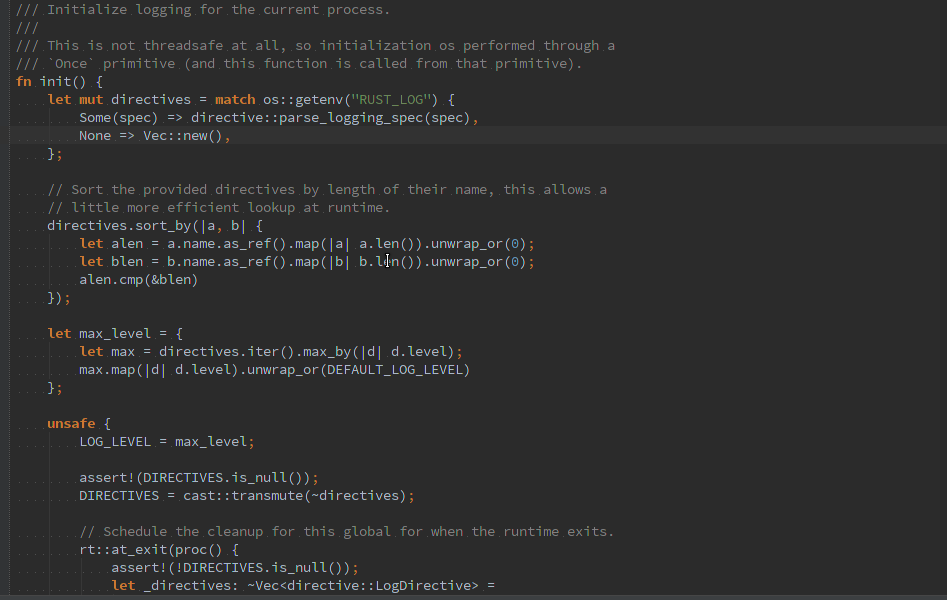 /// Initialize logging for the current process.
///
/// This is not threadsafe at all, so initialization os performed through a
/// `Once` primitive (and this function is called from that primitive).
fn init() {
    let mut directives = match os::getenv("RUST_LOG") {
        Some(spec) => directive::parse_logging_spec(spec),
        None => Vec::new(),
    };

    // Sort the provided directives by length of their name, this allows a
    // little more efficient lookup at runtime.
    directives.sort_by(|a, b| {
        let alen = a.name.as_ref().map(|a| a.len()).unwrap_or(0);
        let blen = b.name.as_ref().map(|b| b.len()).unwrap_or(0);
        alen.cmp(&blen)
    });

    let max_level = {
        let max = directives.iter().max_by(|d| d.level);
        max.map(|d| d.level).unwrap_or(DEFAULT_LOG_LEVEL)
    };

    unsafe {
        LOG_LEVEL = max_level;

        assert!(DIRECTIVES.is_null());
        DIRECTIVES = cast::transmute(~directives);

        // Schedule the cleanup for this global for when the runtime exits.
        rt::at_exit(proc() {
            assert!(!DIRECTIVES.is_null());
            let _directives: ~Vec<directive::LogDirective> =